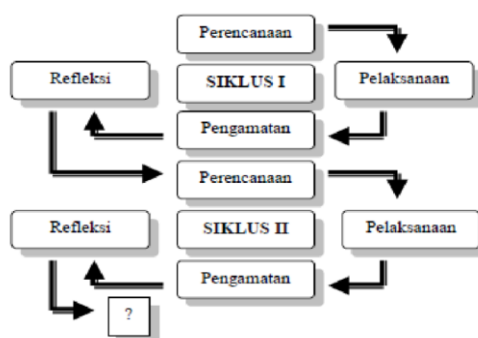 Perencanaan
Refleksi
SIKLUS I
Pelaksanaan
Pengamatan
Perencanaan
Refleksi
SIKLUS II
Pelaksanaan
Pengamatan
?